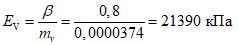 E_V = β/m_v = 0,8/0,0000374 = 21390 кПа